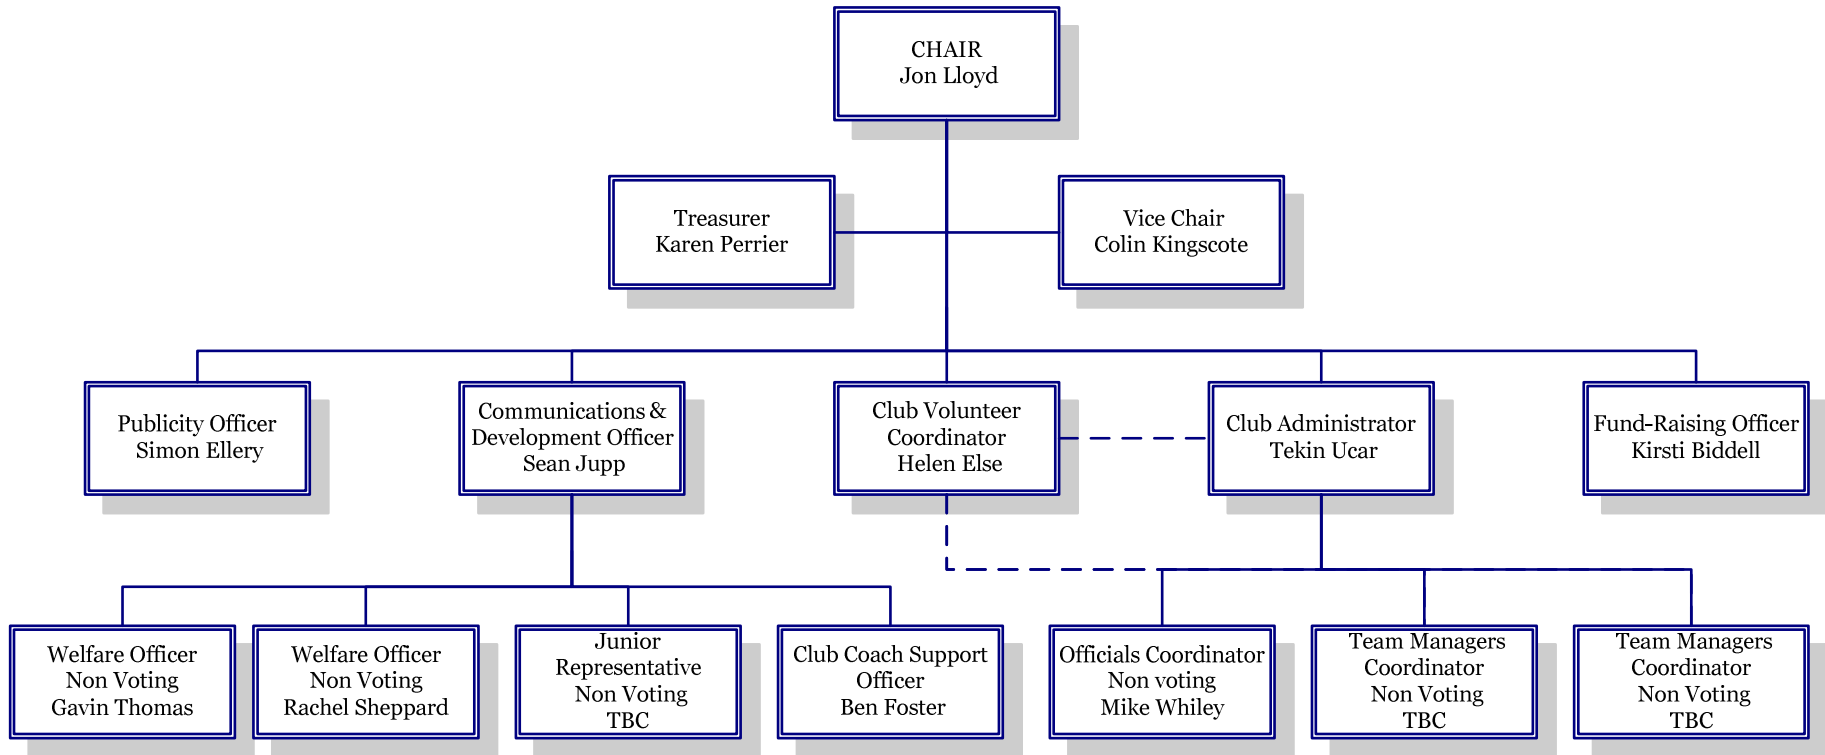 CHAIR
Jon Lloyd
Treasurer
Karen Perrier
Vice Chair
Colin Kingscote
Publicity Officer
Simon Ellery
Communications &
Development Officer
Sean Jupp
Club Volunteer
Coordinator
Helen Else
Club Administrator
Tekin Ucar
Fund-Raising Officer
Kirsti Biddell
Welfare Officer
Non Voting
Gavin Thomas
Welfare Officer
Non Voting
Rachel Sheppard
Junior
Representative
Non Voting
TBC
Club Coach Support
Officer
Ben Foster
Officials Coordinator
Non voting
Mike Whiley
Team Managers
Coordinator
Non Voting
TBC
Team Managers
Coordinator
Non Voting
TBC